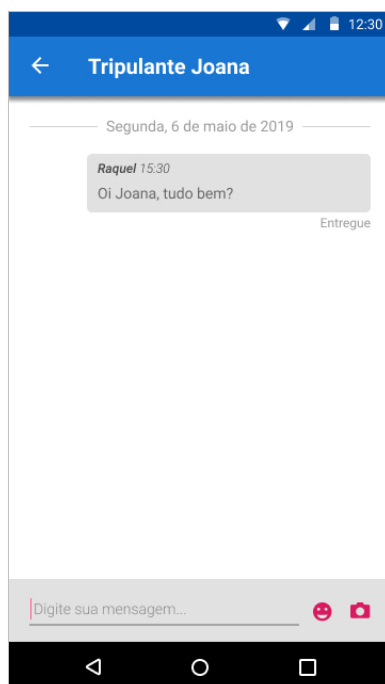 12:30
Tripulante Joana
Segunda, 6 de maio de 2019
Raquel 15:30
Oi Joana, tudo bem?
Entregue
Digite sua mensagem...